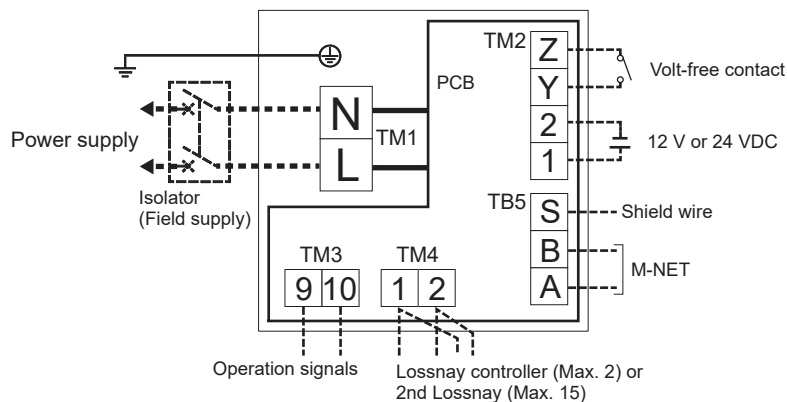 TM2
Z
Y
2
1
Volt-free contact
12 V or 24 VDC
PCB
Power supply
N
L
TM1
Isolator
(Field supply)
TB5
S
B
A
Shield wire
M-NET
TM3
9 10
TM4
1 2
Operation signals
Lossnay controller (Max. 2) or
2nd Lossnay (Max. 15)